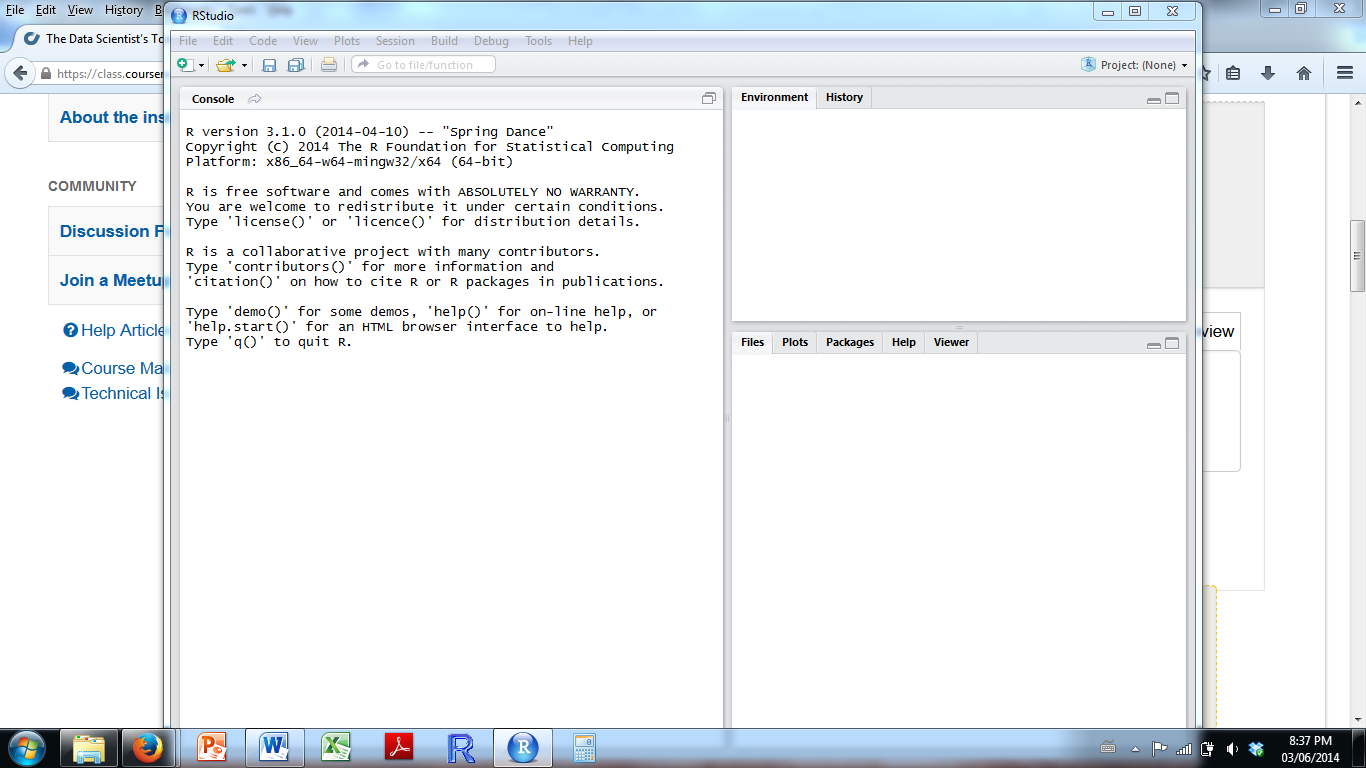 File Edit View History B
RStudio
The Data Scientist's To
File Edit Code View Plots Session Build Debug Tools Help
https://class.courser
Go to file/function
Project: (None)
About the ins
COMMUNITY
Discussion F
Join a Meetu
Help Article
Course Ma
Technical Is
Console
R version 3.1.0 (2014-04-10) -- "Spring Dance"
Copyright (C) 2014 The R Foundation for Statistical Computing
Platform: x86_64-w64-mingw32/x64 (64-bit)
R is free software and comes with ABSOLUTELY NO WARRANTY.
You are welcome to redistribute it under certain conditions.
Type 'license()' or 'licence()' for distribution details.
R is a collaborative project with many contributors.
Type 'contributors()' for more information and
'citation()' on how to cite R or R packages in publications.
Type 'demo()' for some demos, 'help()' for on-line help, or
'help.start()' for an HTML browser interface to help.
Type 'q()' to quit R.
Environment History
Files Plots Packages Help Viewer
view
8:37 PM
03/06/2014